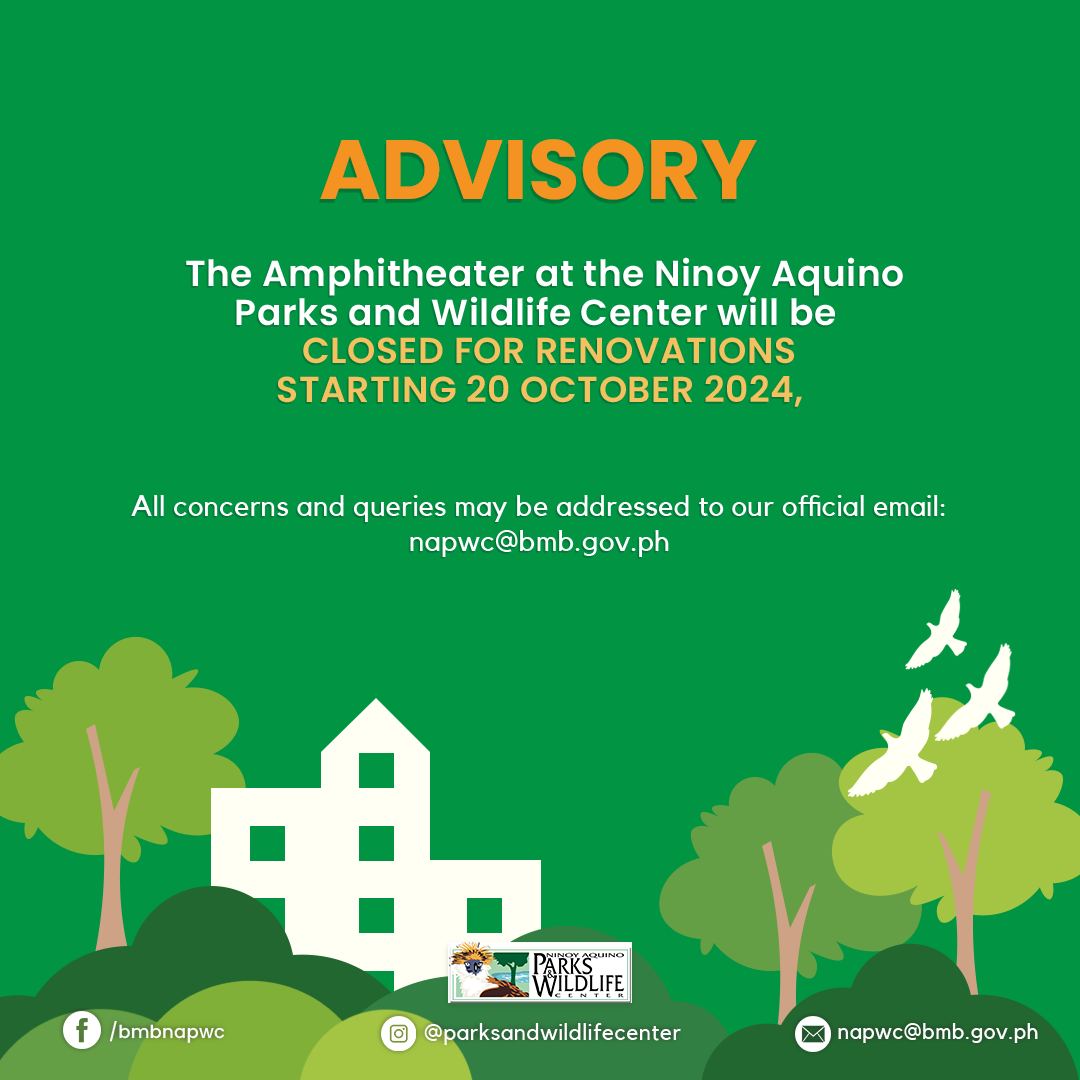 ADVISORY
The Amphitheater at the Ninoy Aquino
Parks and Wildlife Center will be
CLOSED FOR RENOVATIONS
STARTING 20 OCTOBER 2024,
All concerns and queries may be addressed to our official email:
napwc@bmb.gov.ph
NINOY AQUINO
PARKS
& WILDLIFE
CENTER
/bmbnapwc
@parksandwildlifecenter
napwc@bmb.gov.ph